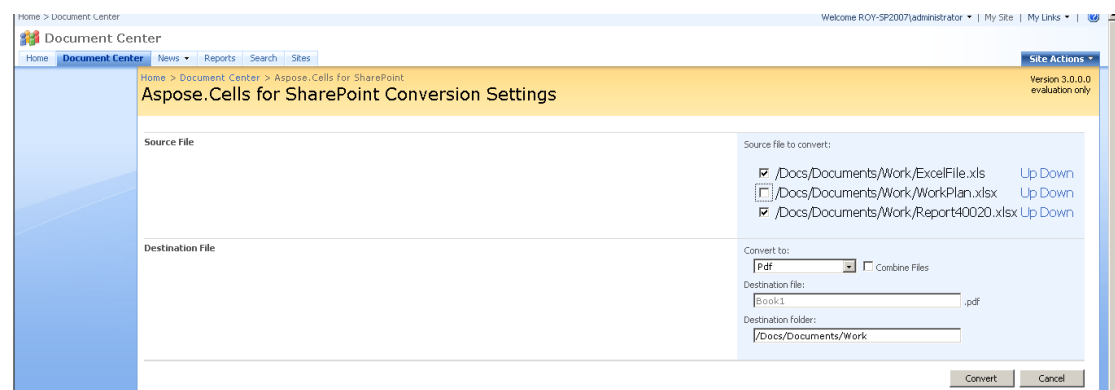 Home > Document Center
Welcome ROY-SP2007\administrator | My Site | My Links |
Document Center
Home Document Center News Reports Search Sites Site Actions
Home > Document Center > Aspose.Cells for SharePoint
Aspose.Cells for SharePoint Conversion Settings
Version 3.0.0.0
evaluation only
Source File
Source file to convert:
/Docs/Documents/Work/ExcelFile.xls Up Down
/Docs/Documents/Work/WorkPlan.xlsx Up Down
/Docs/Documents/Work/Report40020.xlsx Up Down
Destination File
Convert to:
Pdf Combine Files
Destination file:
Book1 .pdf
Destination folder:
/Docs/Documents/Work
Convert Cancel